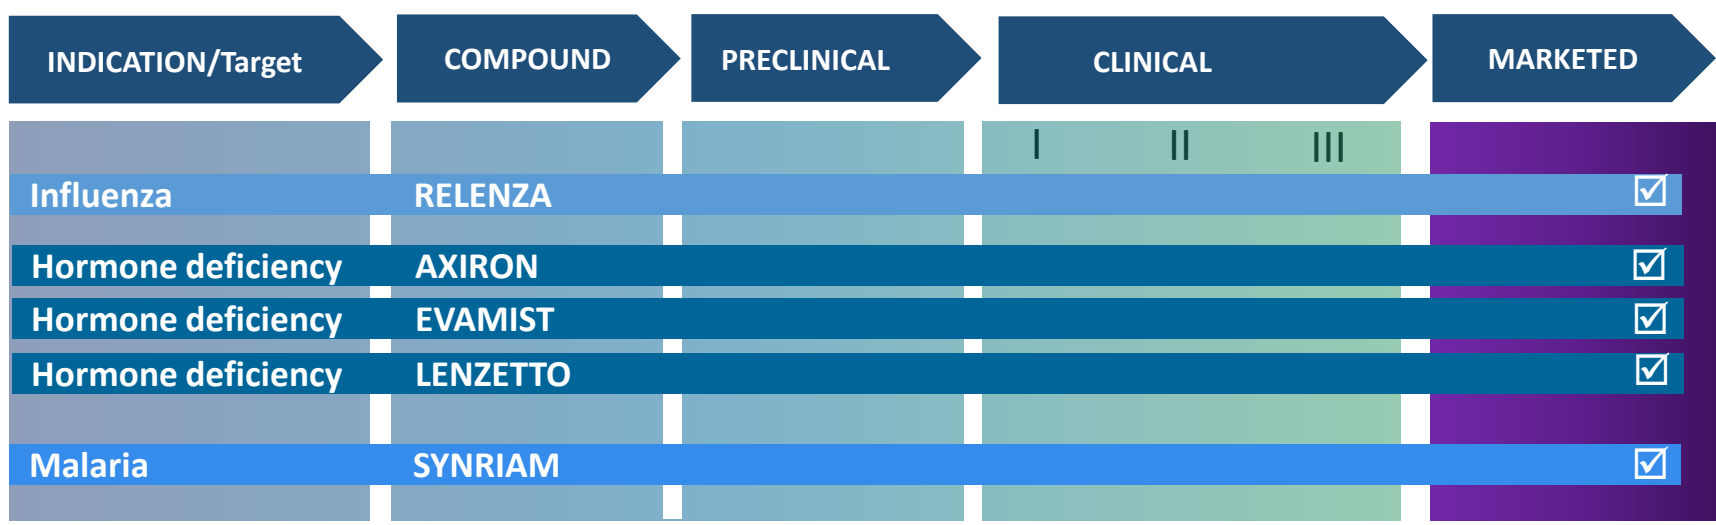 INDICATION/Target COMPOUND PRECLINICAL CLINICAL MARKETED
I II III
Influenza RELENZA
Hormone deficiency AXIRON
Hormone deficiency EVAMIST
Hormone deficiency LENZETTO
Malaria SYNRIAM